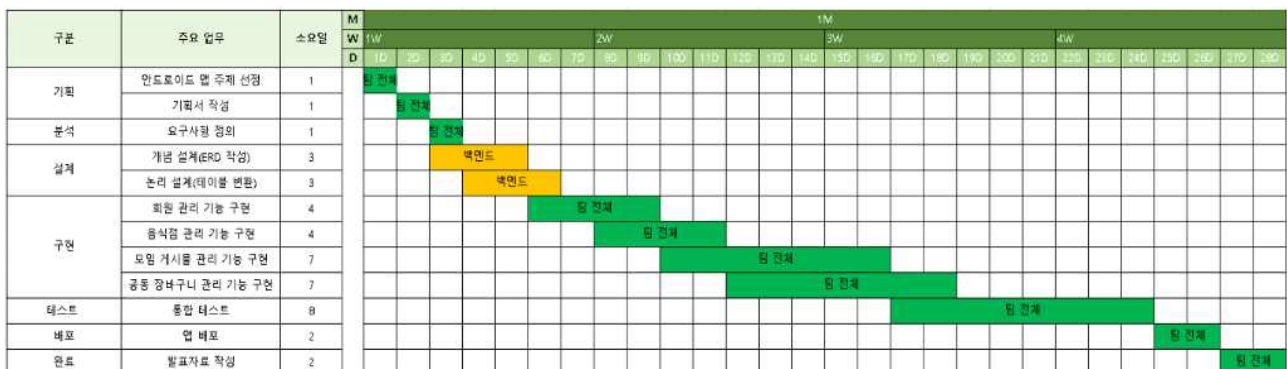 M 1M
구분 주요 업무 소요일 W 1W 2W 3W 4W
D 1D 2D 3D 4D 5D 6D 7D 8D 9D 10D 11D 12D 13D 14D 15D 16D 17D 18D 19D 20D 21D 22D 23D 24D 25D 26D 27D 28D
기획 안드로이드 앱 주제 선정 1 팀 전체
기획서 작성 1 팀 전체
분석 요구사항 정의 1 팀 전체
설계 개념 설계(ERD 작성) 3 백엔드
논리 설계(테이블 변환) 3 백엔드
구현 회원 관리 기능 구현 4 팀 전체
음식점 관리 기능 구현 4 팀 전체
모임 게시물 관리 기능 구현 7 팀 전체
공동 장바구니 관리 기능 구현 7 팀 전체
테스트 통합 테스트 8 팀 전체
배포 앱 배포 2 팀 전체
완료 발표자료 작성 2 팀 전체